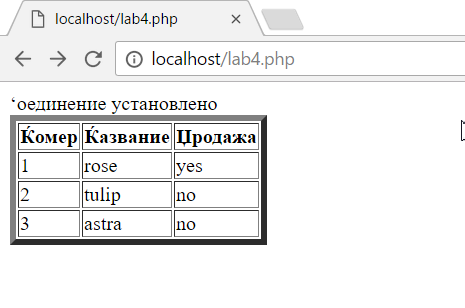 localhost/lab4.php
localhost/lab4.php
‘оединение установлено
Ќомер Ќазвание Џродажа
1 rose yes
2 tulip no
3 astra no